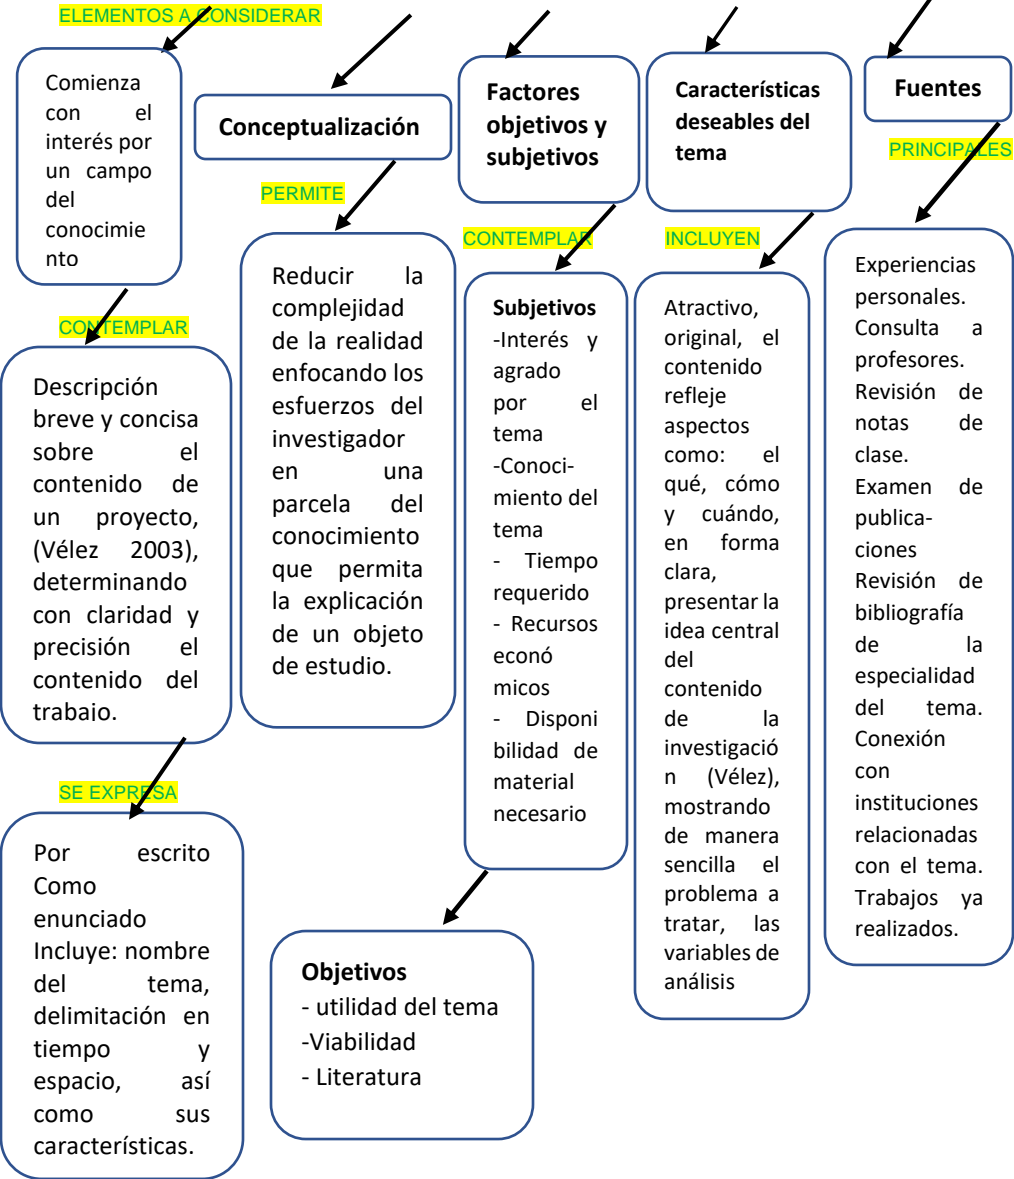 ELEMENTOS A CONSIDERAR
Comienza
con el
interés por
un campo
del
conocimie
nto
CONTEMPLAR
Descripción
breve y concisa
sobre el
contenido de
un proyecto,
(Vélez 2003),
determinando
con claridad y
precisión el
contenido del
trabajo.
SE EXPRESA
Por escrito
Como
enunciado
Incluye: nombre
del tema,
delimitación en
tiempo y
espacio, así
como sus
características.
Conceptualización
PERMITE
Reducir la
complejidad
de la realidad
enfocando los
esfuerzos del
investigador
en una
parcela del
conocimiento
que permita
la explicación
de un objeto
de estudio.
Factores
objetivos y
subjetivos
CONTEMPLAR
Subjetivos
-Interés y
agrado
por el
tema
-Conoci-
miento del
tema
- Tiempo
requerido
- Recursos
econó
micos
- Disponi
bilidad de
material
necesario
Objetivos
- utilidad del tema
-Viabilidad
- Literatura
Características
deseables del
tema
INCLUYEN
Atractivo,
original, el
contenido
refleje
aspectos
como: el
qué, cómo
y cuándo,
en forma
clara,
presentar la
idea central
del
contenido
de la
investigació
n (Vélez),
mostrando
de manera
sencilla el
problema a
tratar, las
variables de
análisis
Fuentes
PRINCIPALES
Experiencias
personales.
Consulta a
profesores.
Revisión de
notas de
clase.
Examen de
publica-
ciones
Revisión de
bibliografía
de la
especialidad
del tema.
Conexión
con
instituciones
relacionadas
con el tema.
Trabajos ya
realizados.